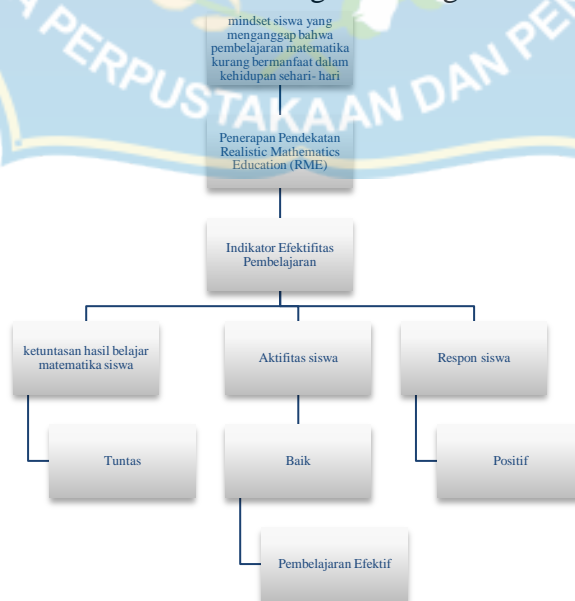 mindset siswa yang
menganggap bahwa
pembelajaran matematika
kurang bermanfaat dalam
kehidupan sehari- hari
PERPUSTAKAAN DAN
Penerapan Pendekatan
Realistic Mathematics
Education (RME)
Indikator Efektifitas
Pembelajaran
ketuntasan hasil belajar
matematika siswa
Aktifitas siswa
Respon siswa
Tuntas
Baik
Positif
Pembelajaran Efektif